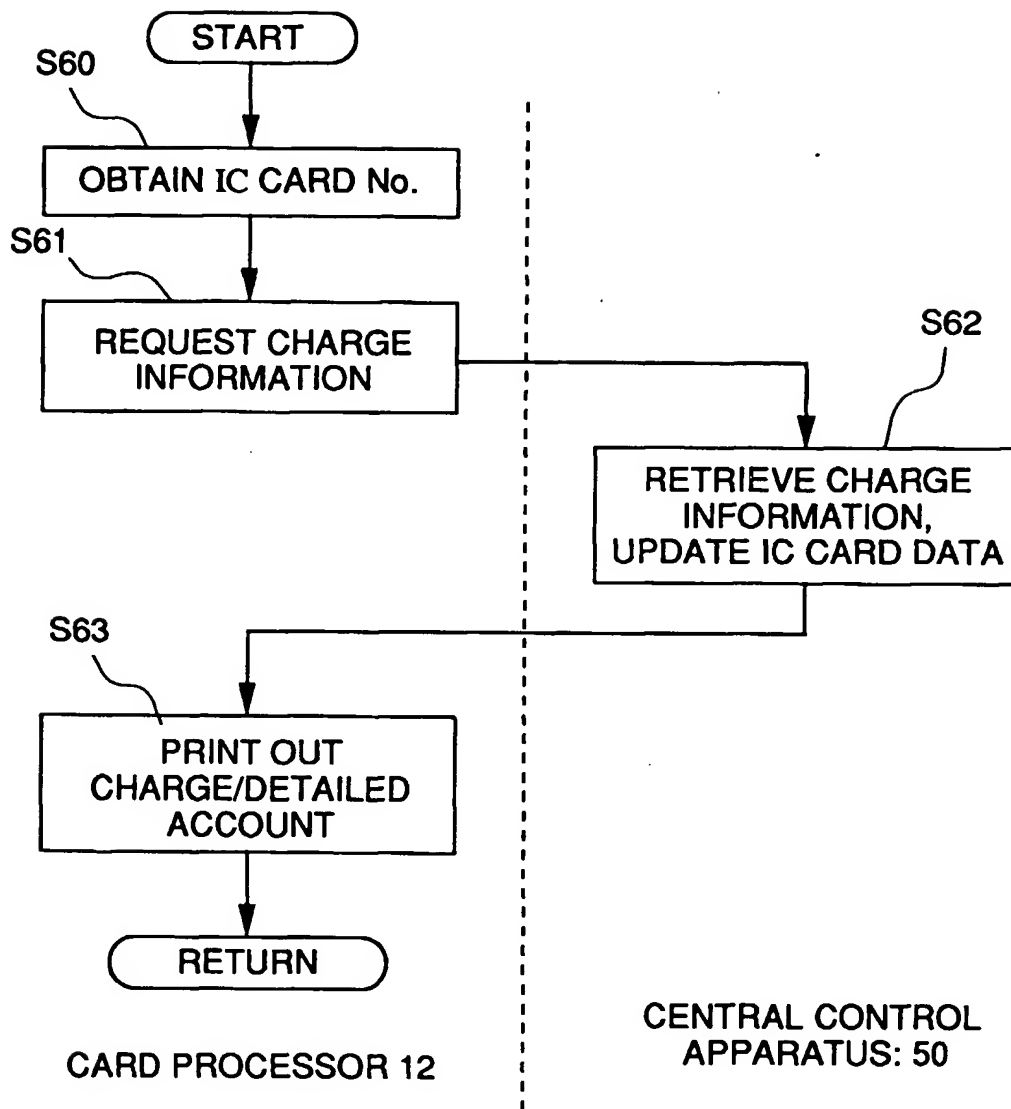 START
S60
OBTAIN IC CARD No.
S61
REQUEST CHARGE
INFORMATION
S62
RETRIEVE CHARGE
INFORMATION,
UPDATE IC CARD DATA
S63
PRINT OUT
CHARGE/DETAILED
ACCOUNT
RETURN
CARD PROCESSOR 12
CENTRAL CONTROL
APPARATUS: 50